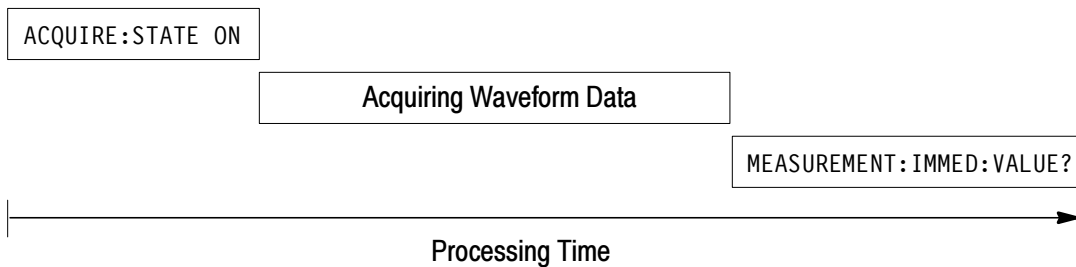 ACQUIRE:STATE ON
Acquiring Waveform Data
MEASUREMENT:IMMED:VALUE?
Processing Time